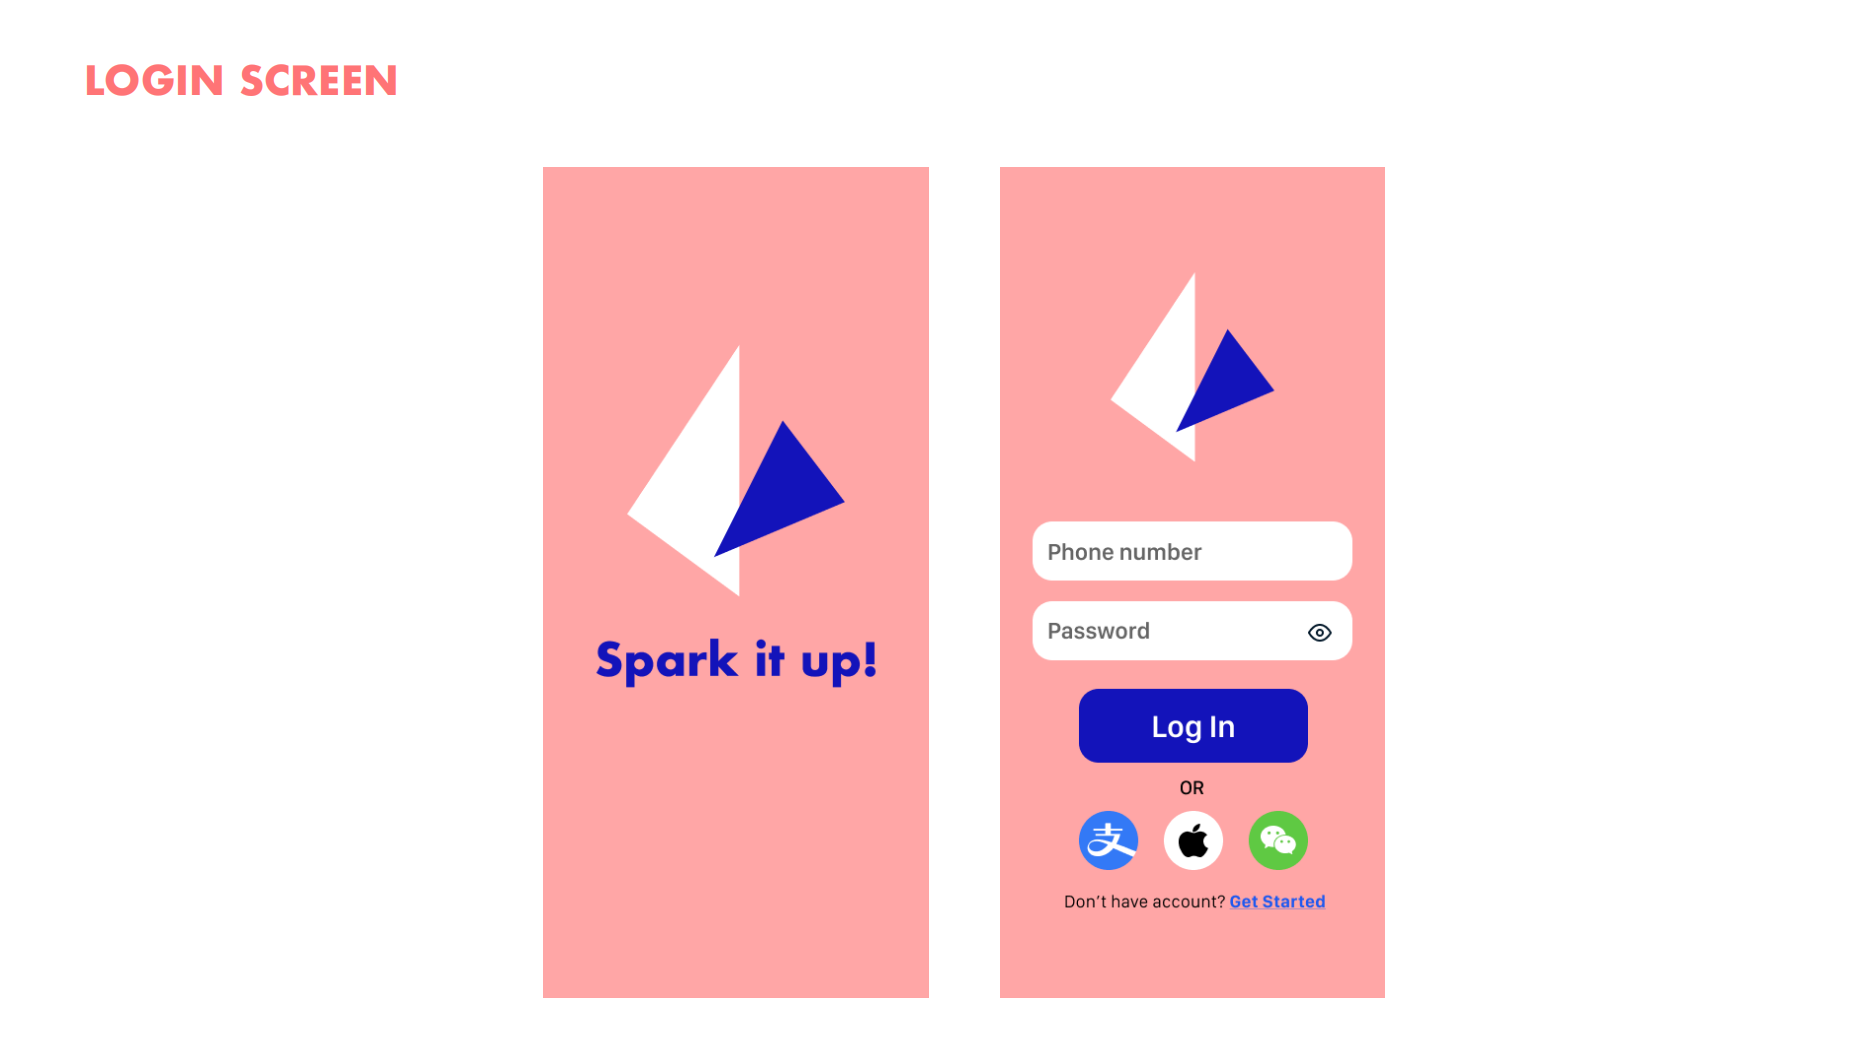 LOGIN SCREEN
Spark it up!
Phone number
Password
Log In
OR
支
Don't have account? Get Started